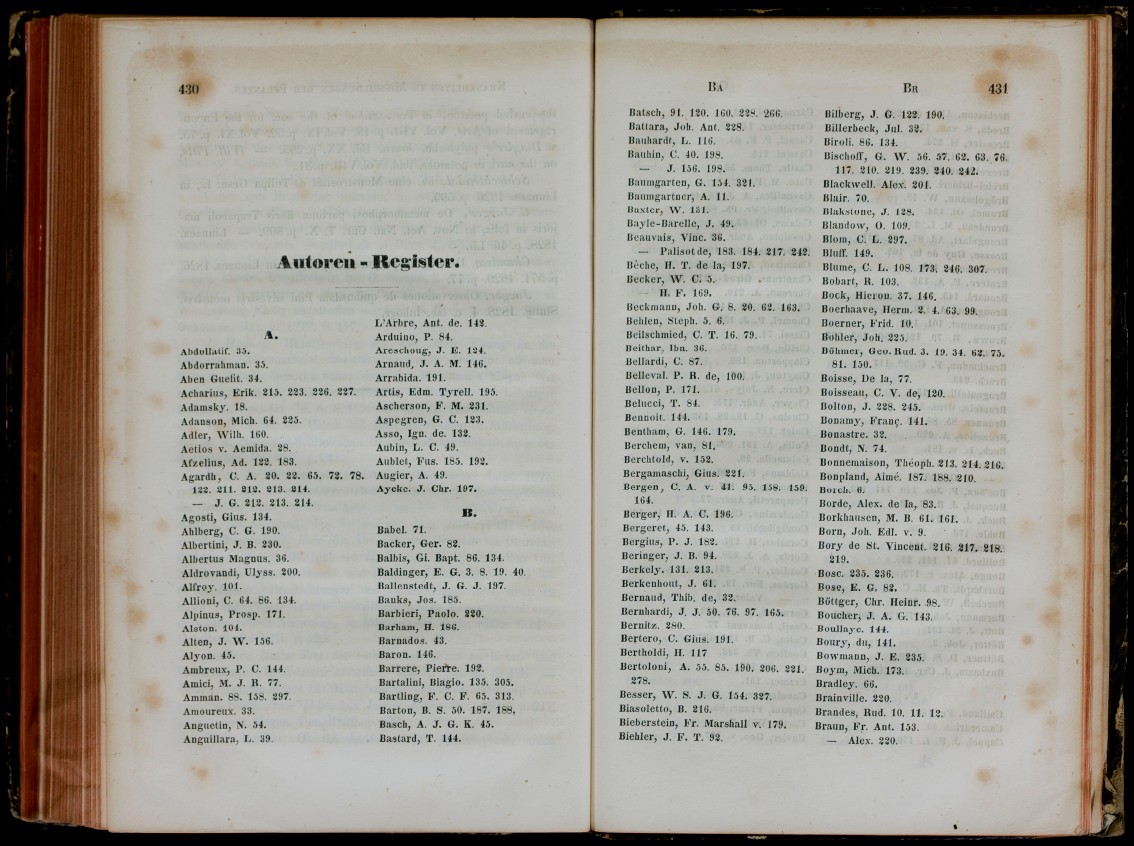 430
Autoren-Register.
A.
Abdollatif. 35.
Abdorrahman. 35.
Aben Guefit. 34.
Acharius, Erik. 215. 223. 226. 227.
Adamsky. 18.
Adanson, Mich. 64. 225.
Adler, Wilh. 160.
Aetios v. Aemida. 28.
Afzelius, Ad. 122. 183.
Agardh, C. A. 20. 22. 65. 72. 78.
122. 211. 212. 213. 214.
— J. G. 212. 213. 214.
Agosti, Gius. 134.
Ahlberg, C. G. 190.
Albertini, J. B. 230.
Albertus Magnus. 36.
Aldrovandi, Ulyss. 200.
Alfroy. 101.
Allioni, C. 64. 86. 134.
Alpinus, Prosp. 171.
Alston. 104.
Alten, J. W. 156.
Alyon. 45.
Ambreux, P. C. 144.
Amici, M. J. R. 77.
Amman. 88. 158. 297.
Amoureux. 33.
Anguetin, N. 54.
Anguillara, L. 39.
L'Arbre, Ant. de. 142.
Arduino, P. 84.
Areschoug, J. E. 124.
Arnaud, J. A. M. 146.
Arrabida. 191.
Artis, Edm. Tyrell. 195.
Ascherson, F. M. 231.
Aspegren, G. C. 123.
Asso, Ign. de. 132.
Aubin, L. C. 49.
Aublet, Fus. 185. 192.
Augier, A. 49.
Aycke. J. Chr. 197.
B.
Babel. 71.
Backer, Ger. 82.
Balbis, Gi. Bapt. 86. 134.
Baldinger, E. G. 3. 8. 19. 40.
Ballenstedt, J. G. J. 197.
Banks, Jos. 185.
Barbieri, Paolo. 220.
Barham, H. 186.
Barnados. 43.
Baron. 146.
Barrere, Pierre. 192.
Bartalini, Biagio. 135. 305.
Bartling, F. C. F. 65. 313.
Barton, B. S. 50. 187. 188.
Basch, A. J. G. K. 45.
Bastard, T. 144.
Ba Br 431
Batsch, 91. 120. 160. 228. 266.
Battara, Joh. Ant. 228.
Bauhardt, L. 116.
Bauhin, C. 40. 198.
— J. 156. 198.
Baumgarten, G. 154. 321.
Baumgartner, A. 11.
Baxter, W. 131.
Bayle-Barelle, J. 49.
Beauvais, Vinc. 36.
— Palisot de, 183. 184. 217. 242.
Bèche, H. T. de la, 197.
Becker, W. C. 5.
— H. F. 169.
Beckmann, Joh. G. 8. 20. 62. 163.
Behlen, Steph. 5. 6.
Beilschmied, C. T. 16. 79.
Beithar, Ibn. 36.
Bellardi, C. 87.
Belleval. P. R. de, 100.
Bellon, P. 171.
Belucci, T. 84.
Bennoit. 144.
Bentham, G. 146. 179.
Berchem, van, 81.
Berchtold, v. 152.
Bergamaschi, Gius. 221.
Bergen, C. A. v. 41. 95. 158. 159.
164.
Berger, H. A. C. 196.
Bergeret, 45. 143.
Bergius, P. J. 182.
Beringer, J. B. 94.
Berkely. 131. 213.
Berkenhout, J. 61.
Bernaud, Thib. de, 32.
Bernhardi, J. J. 50. 76. 97. 165.
Bernitz. 280.
Bertero, C. Gius. 191.
Bertholdi, H. 117
Bertoloni, A. 55. 85. 190. 206. 221.
278.
Besser, W. S. J. G. 154. 327.
Biasoletto, B. 216.
Bieberstein, Fr. Marshall v. 179.
Biehler, J. F. T. 92.
Bilberg, J. G. 122. 190.
Billerbeck, Jul. 32.
Biroli. 86. 134.
Bischoff, G. W. 56. 57. 62. 63. 76.
117. 210. 219. 239. 240. 242.
Blackwell. Alex. 201.
Blair. 70.
Blakstone, J. 128.
Blandow, O. 109.
Blom, C. L. 297.
Bluff. 149.
Blume, C. L. 108. 173. 246. 307.
Bobart, R. 103.
Bock, Hieron. 37. 146.
Boerhaave, Herm. 2. 4. 63. 99.
Boerner, Frid. 10.
Böhler, Joh. 225.
Böhmer, Geo. Rud. 3. 19. 34. 62. 75.
81. 150.
Boisse, De la, 77.
Boisseau, C. V. de, 120.
Bolton, J. 228. 245.
Bonamy, Franç. 141.
Bonastre. 32.
Bondt, N. 74.
Bonnemaison, Théoph. 213. 214. 216.
Bonpland, Aimé. 187. 188. 210.
Borch. 6.
Borde, Alex. de la, 83.
Borkhausen, M. B. 61. 161.
Born, Joh. Edl. v. 9.
Bory de St. Vincent. 216. 217. 218.
219.
Bosc. 235. 236.
Bose, E. G. 82.
Böttger, Chr. Heinr. 98.
Boucher, J. A. G. 143.
Boullaye. 144.
Boury, du, 141.
Bowmann, J. E. 235.
Boym, Mich. 173.
Bradley. 66.
Brainville. 220.
Brandes, Rud. 10. 11. 12.
Braun, Fr. Ant. 153.
— Alex. 220.